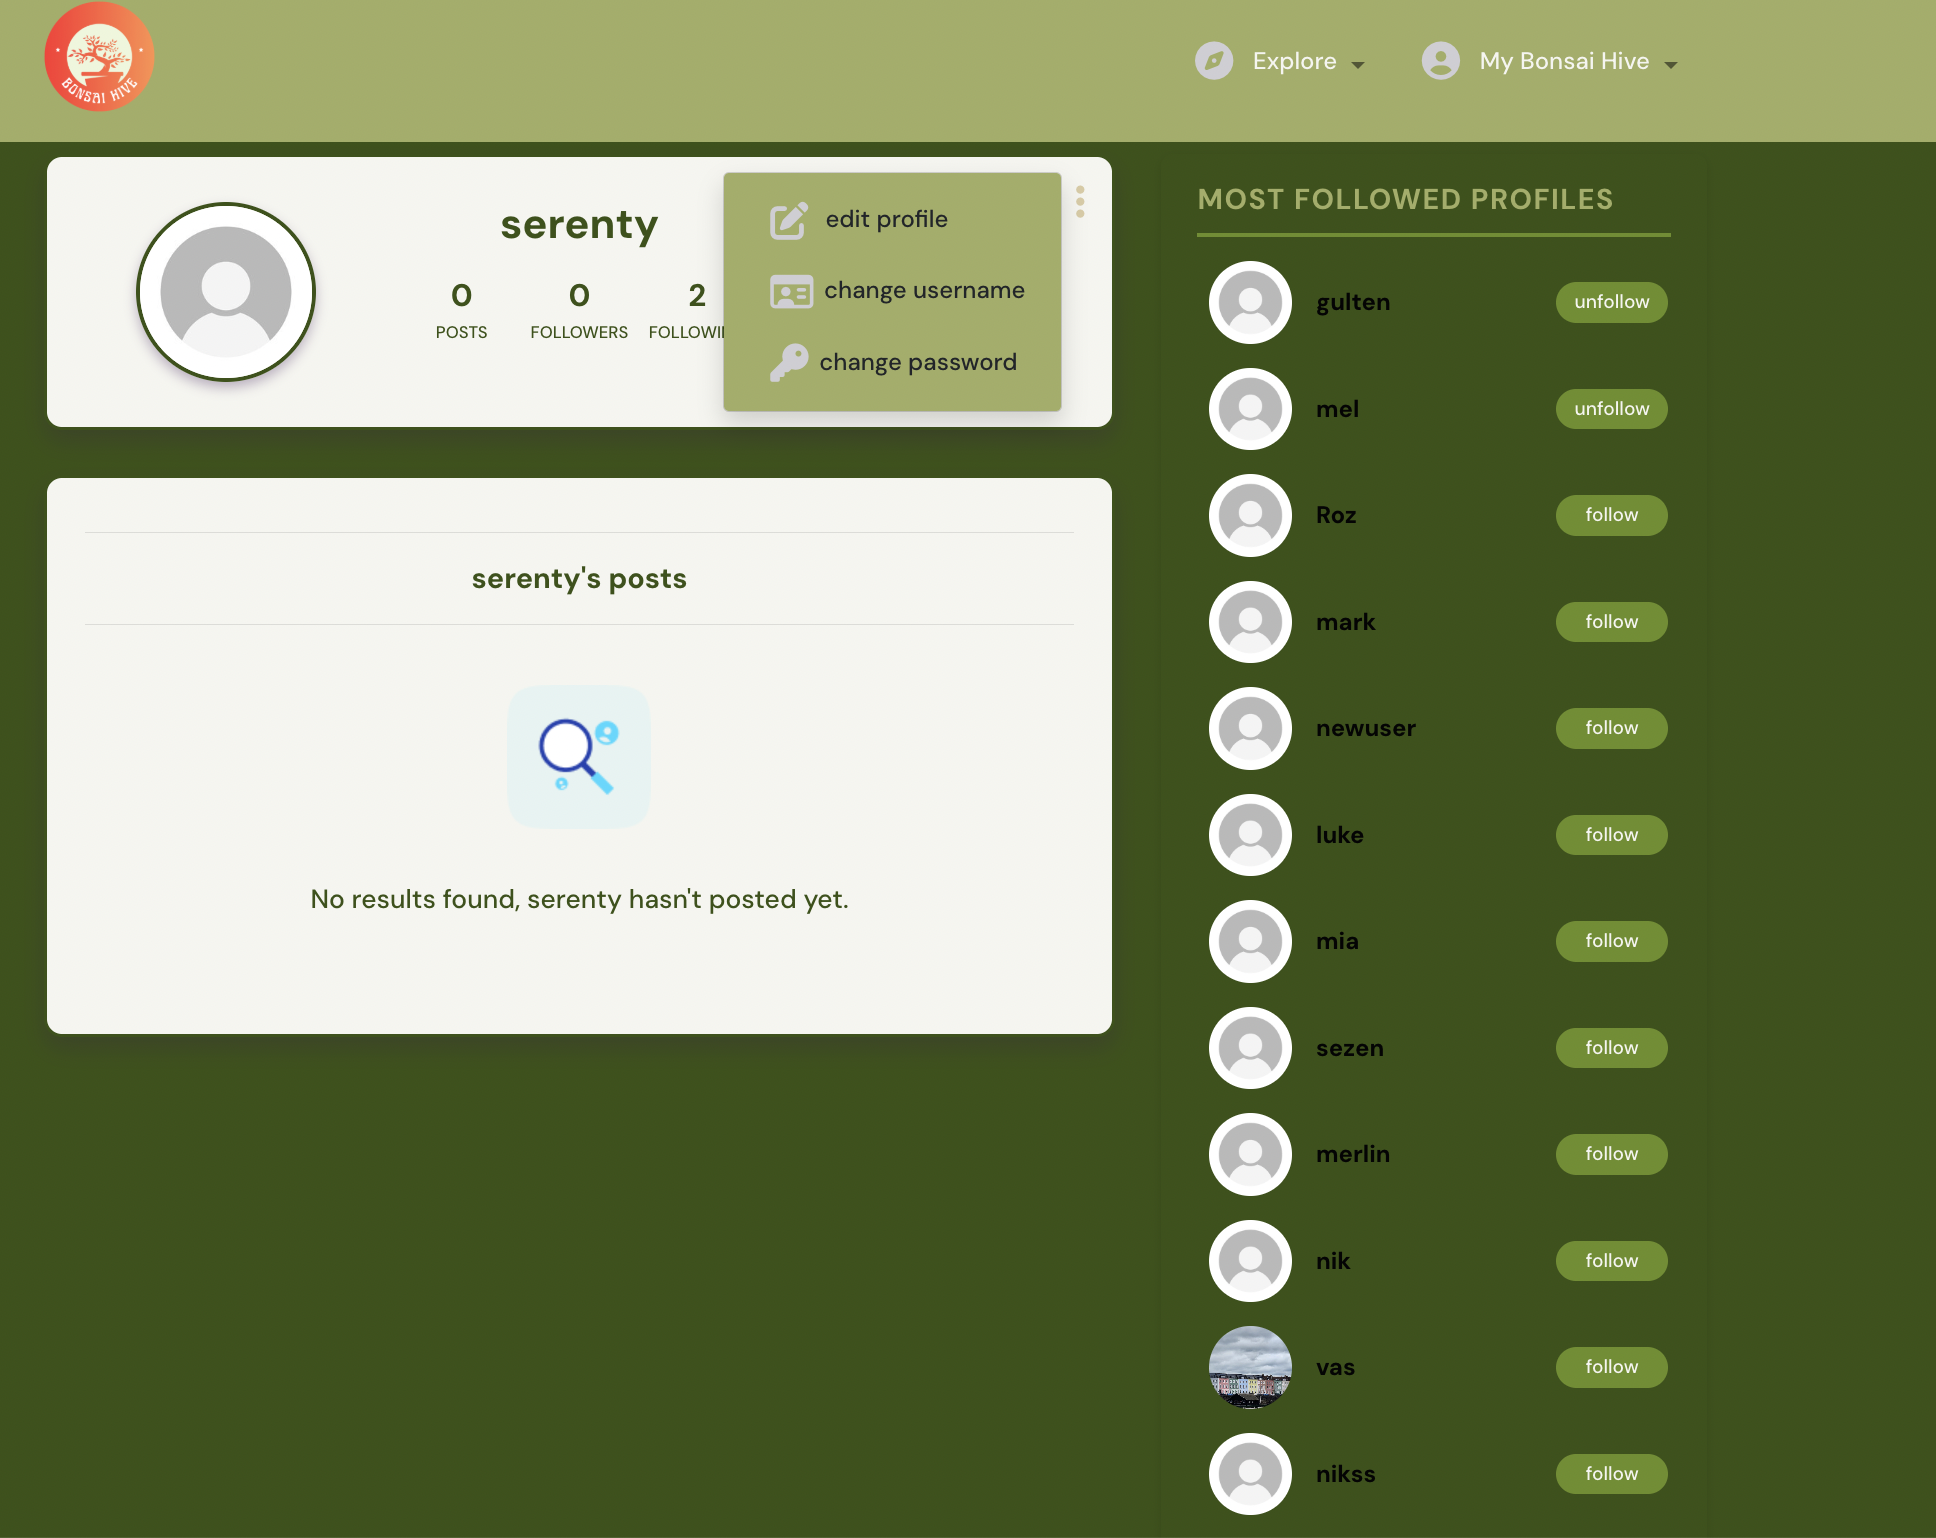 BONSAI HIVE
Explore
My Bonsai Hive
serenty
0 0 2
POSTS FOLLOWERS
edit profile
change username
change password
serenty's posts
No results found, serenty hasn't posted yet.
MOST FOLLOWED PROFILES
gulten unfollow
mel unfollow
Roz follow
mark follow
newuser follow
luke follow
mia follow
sezen follow
merlin follow
nik follow
vas follow
nikss follow